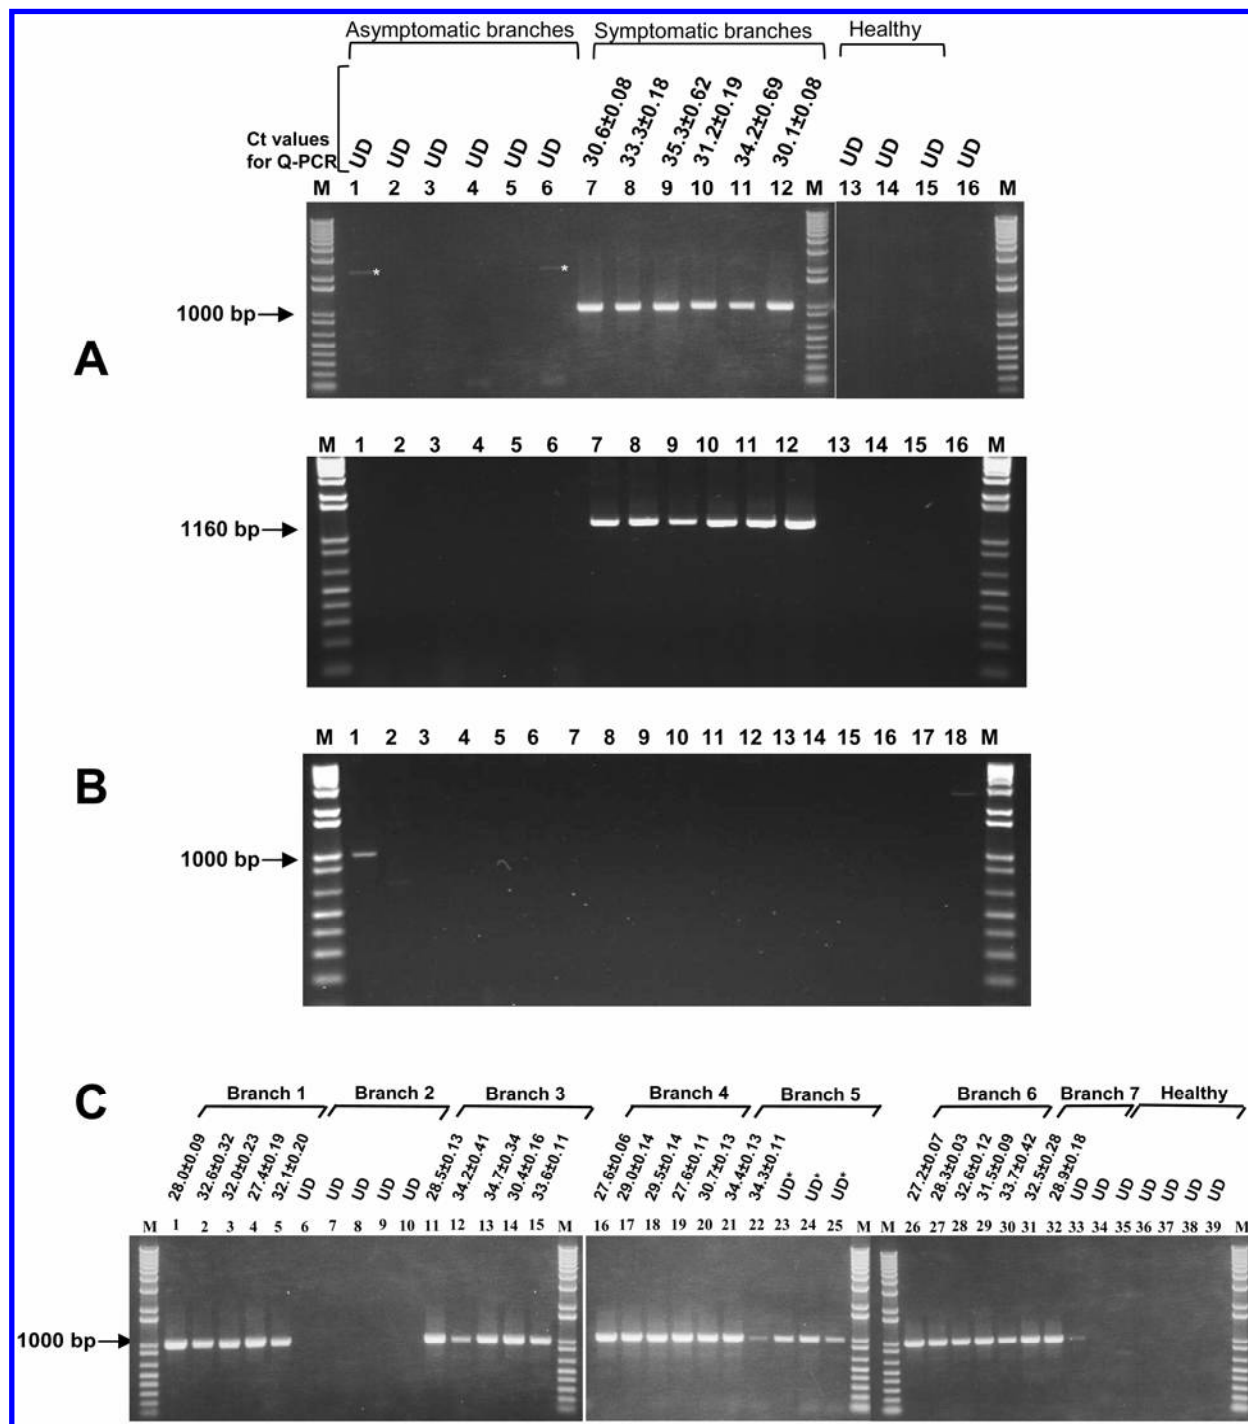 Asymptomatic branches Symptomatic branches Healthy
Ct values
for Q-PCR
UD UD UD UD UD UD 30.6±0.08 33.3±0.18 35.3±0.62 31.2±0.19 34.2±0.69 30.1±0.08 UD UD UD UD
M 1 2 3 4 5 6 7 8 9 10 11 12 M 13 14 15 16 M
* *
1000 bp
A
M 1 2 3 4 5 6 7 8 9 10 11 12 13 14 15 16 M
1160 bp
M 1 2 3 4 5 6 7 8 9 10 11 12 13 14 15 16 17 18 M
B
1000 bp
C
Branch 1 Branch 2 Branch 3 Branch 4 Branch 5 Branch 6 Branch 7 Healthy
28.0±0.09 32.6±0.32 32.0±0.23 27.4±0.19 32.1±0.20 UD UD UD UD UD 28.5±0.13 34.2±0.41 34.7±0.34 30.4±0.16 33.6±0.11 27.6±0.06 29.0±0.14 29.5±0.14 27.6±0.11 30.7±0.13 34.4±0.13 34.3±0.11 UD* UD* UD* 27.2±0.07 28.3±0.03 32.6±0.12 31.5±0.09 33.7±0.42 32.5±0.28 28.9±0.18 UD UD UD UD UD UD UD
M 1 2 3 4 5 6 7 8 9 10 11 12 13 14 15 M 16 17 18 19 20 21 22 23 24 25 M M 26 27 28 29 30 31 32 33 34 35 36 37 38 39 M
1000 bp